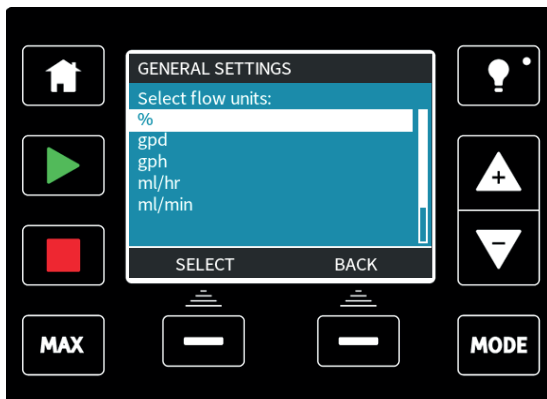 GENERAL SETTINGS
Select flow units:
%
gpd
gph
ml/hr
ml/min
SELECT BACK
+
-
MAX
MODE